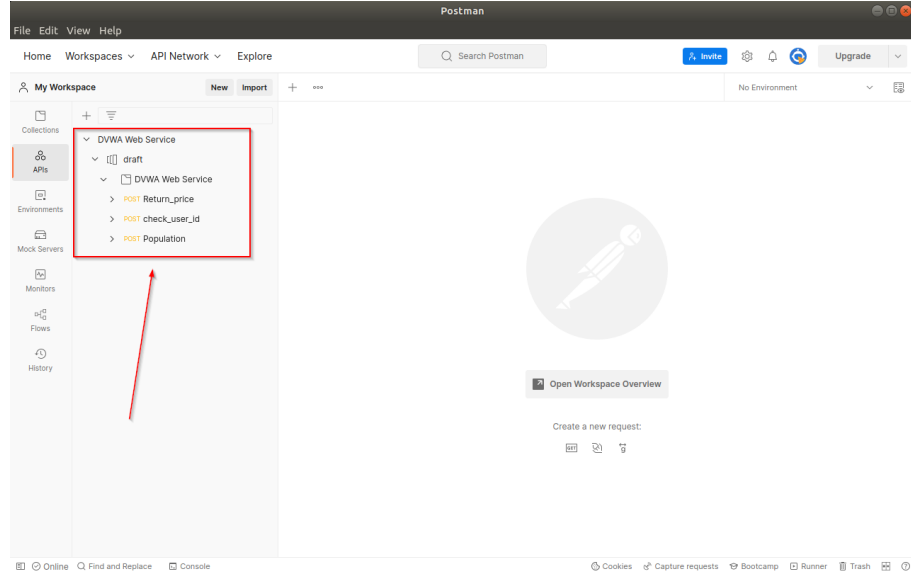 Postman
File Edit View Help
Home Workspaces API Network Explore Search Postman Invite Upgrade
My Workspace New Import No Environment
Collections
APIs
Environments
Mock Servers
Monitors
Flows
History
DVWA Web Service
draft
DVWA Web Service
POST Return_price
POST check_user_id
POST Population
Open Workspace Overview
Create a new request:
GET
Online Find and Replace Console Cookies Capture requests Bootcamp Runner Trash